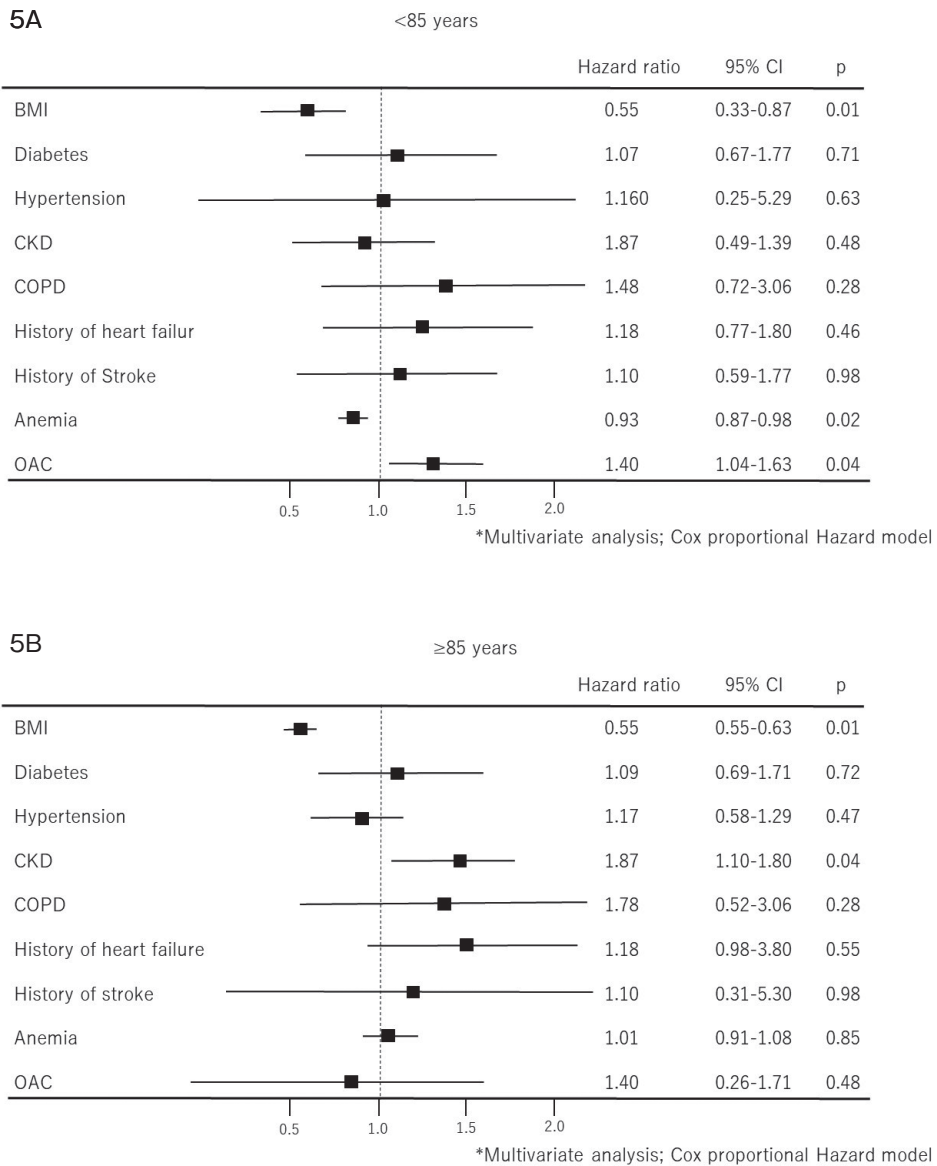 5A
<85 years
Hazard ratio 95% CI p
BMI 0.55 0.33-0.87 0.01
Diabetes 1.07 0.67-1.77 0.71
Hypertension 1.160 0.25-5.29 0.63
CKD 1.87 0.49-1.39 0.48
COPD 1.48 0.72-3.06 0.28
History of heart failur 1.18 0.77-1.80 0.46
History of Stroke 1.10 0.59-1.77 0.98
Anemia 0.93 0.87-0.98 0.02
OAC 1.40 1.04-1.63 0.04
0.5 1.0 1.5 2.0
*Multivariate analysis; Cox proportional Hazard model
5B
≥85 years
Hazard ratio 95% CI p
BMI 0.55 0.55-0.63 0.01
Diabetes 1.09 0.69-1.71 0.72
Hypertension 1.17 0.58-1.29 0.47
CKD 1.87 1.10-1.80 0.04
COPD 1.78 0.52-3.06 0.28
History of heart failure 1.18 0.98-3.80 0.55
History of stroke 1.10 0.31-5.30 0.98
Anemia 1.01 0.91-1.08 0.85
OAC 1.40 0.26-1.71 0.48
0.5 1.0 1.5 2.0
*Multivariate analysis; Cox proportional Hazard model